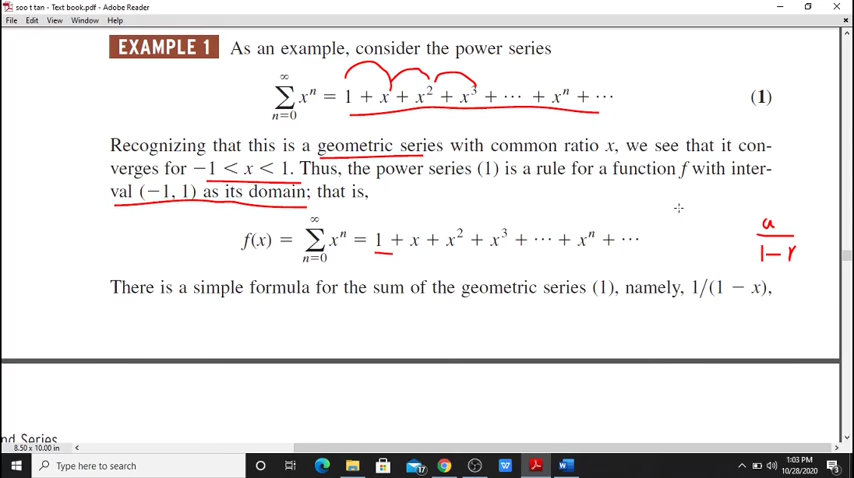 soo t tan - Text book.pdf - Adobe Reader
File Edit View Window Help
EXAMPLE 1 As an example, consider the power series
∞
∑ xⁿ = 1 + x + x² + x³ + ··· + xⁿ + ··· (1)
n=0
Recognizing that this is a geometric series with common ratio x, we see that it con-
verges for −1 < x < 1. Thus, the power series (1) is a rule for a function f with inter-
val (−1, 1) as its domain; that is,
∞
f(x) = ∑ xⁿ = 1 + x + x² + x³ + ··· + xⁿ + ···
n=0
a
1-r
There is a simple formula for the sum of the geometric series (1), namely, 1/(1 − x),
nd Series
8.50 x 10.00 in
Type here to search
17
W
W
1:03 PM
10/28/2020
3